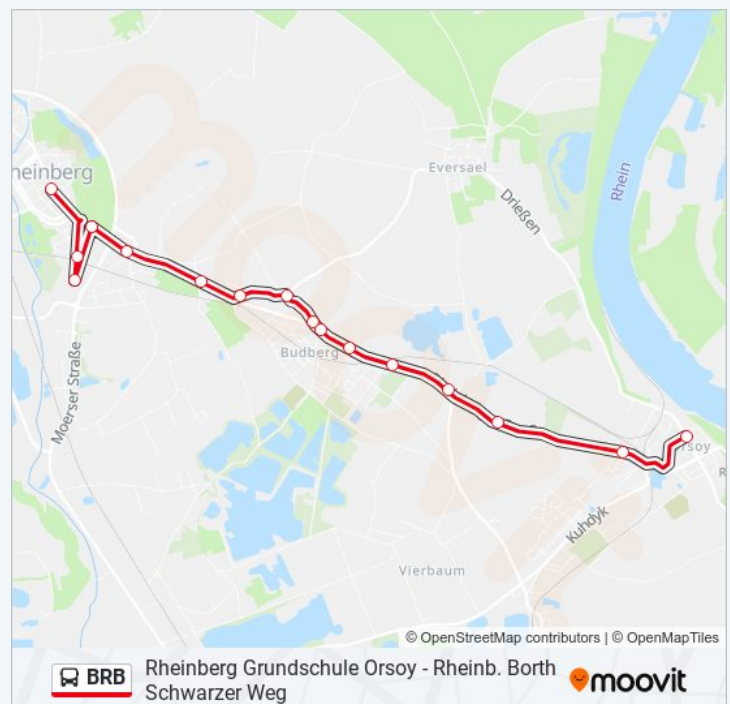 heinberg
Eversael
Drießen
Rhein
Budberg
Moerser Straße
rsoy
R
Kuhdyk
Vierbaum
© OpenStreetMap contributors | © OpenMapTiles
BRB
Rheinberg Grundschule Orsoy - Rheinb. Borth
Schwarzer Weg
moovit